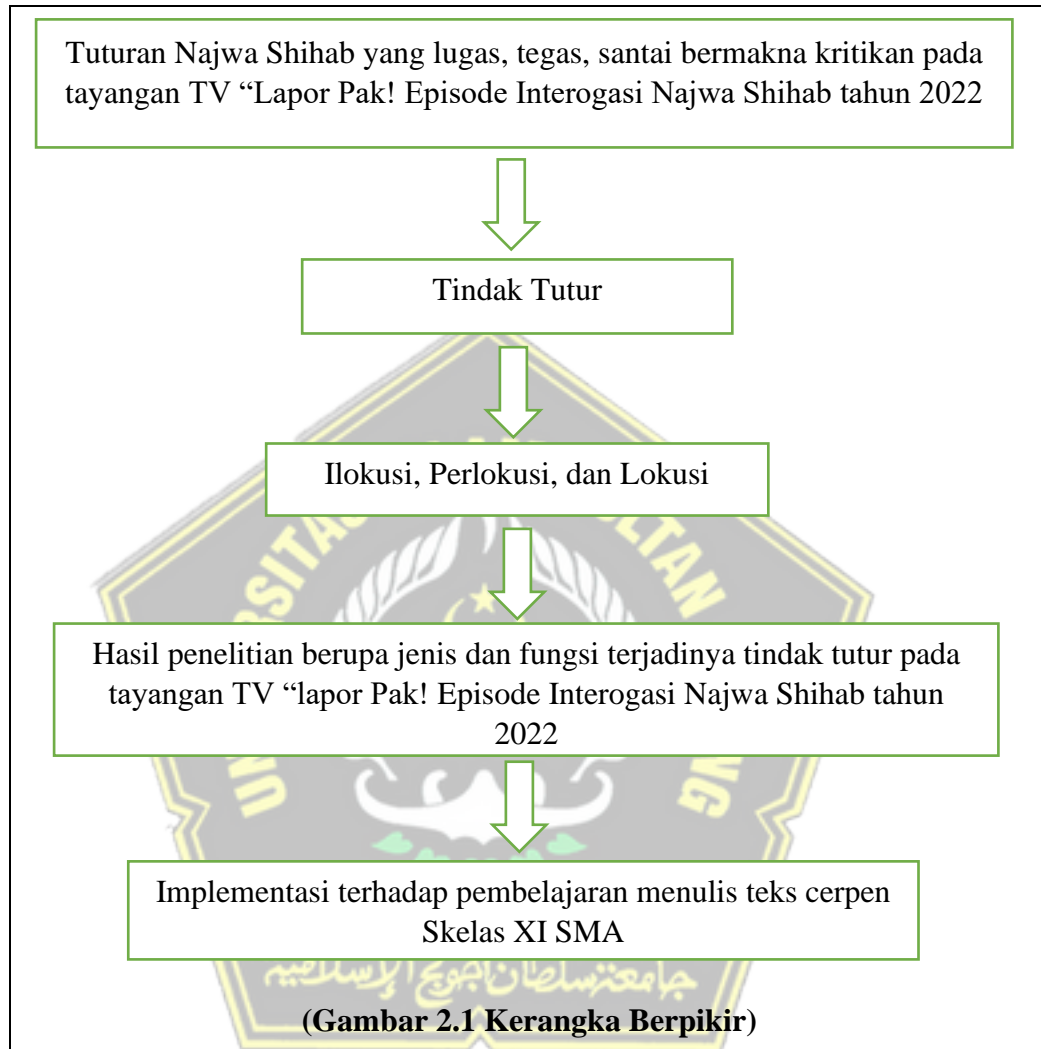 Tuturan Najwa Shihab yang lugas, tegas, santai bermakna kritikan pada
tayangan TV “Lapor Pak! Episode Interogasi Najwa Shihab tahun 2022
Tindak Tutur
Ilokusi, Perlokusi, dan Lokusi
Hasil penelitian berupa jenis dan fungsi terjadinya tindak tutur pada
tayangan TV “lapor Pak! Episode Interogasi Najwa Shihab tahun
2022
Implementasi terhadap pembelajaran menulis teks cerpen
Skelas XI SMA
جامعتسلطان أجونج الإسلامية
(Gambar 2.1 Kerangka Berpikir)